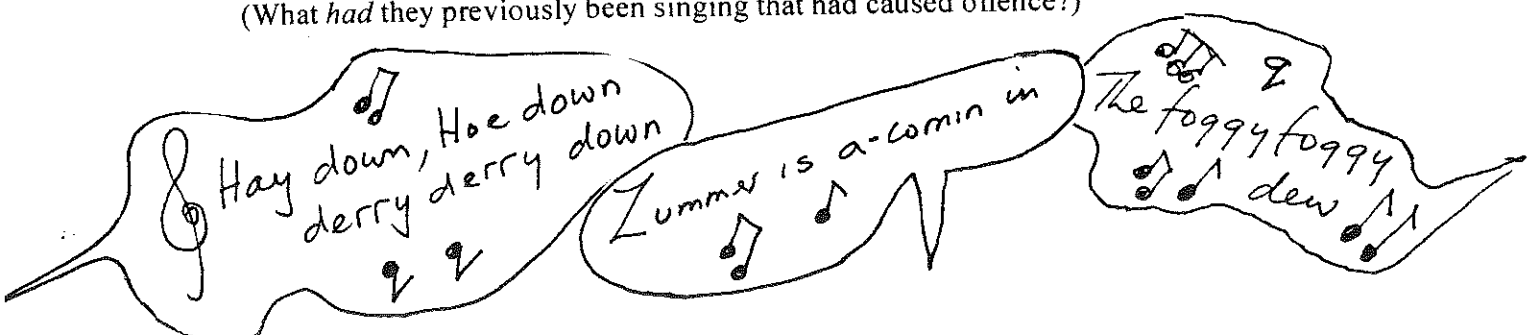 (What had they previously been singing that had caused offence?)
Hay down, Hoe down
derry derry down
Zummer is a-comin in
The foggy foggy
dew